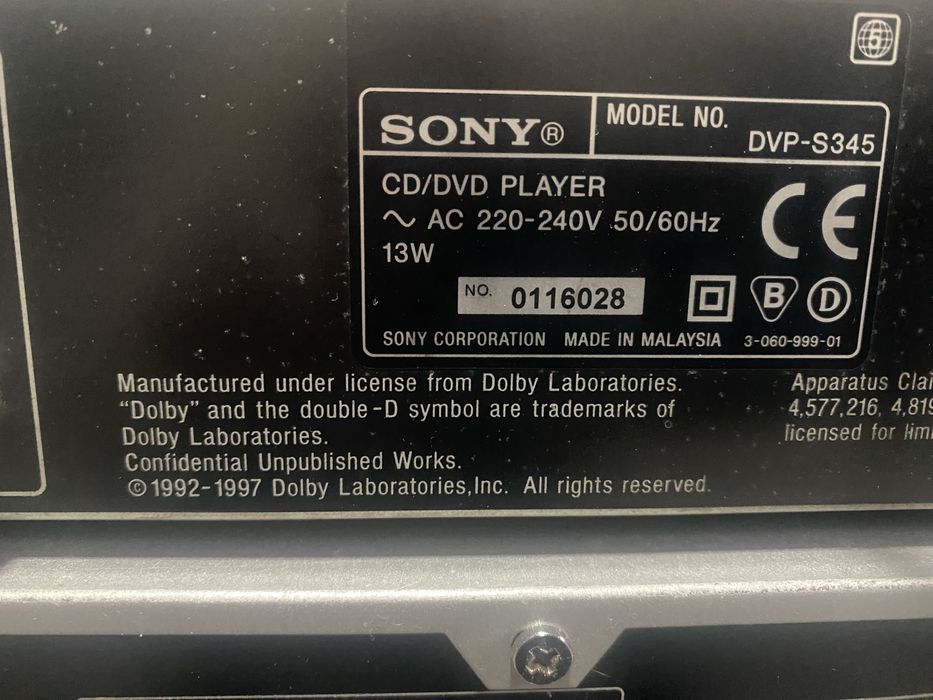 5
SONY®
MODEL NO.
DVP-S345
CD/DVD PLAYER
~ AC 220-240V 50/60Hz
13W
CE
NO. 0116028
B D
SONY CORPORATION MADE IN MALAYSIA 3-060-999-01
Manufactured under license from Dolby Laboratories.
"Dolby" and the double-D symbol are trademarks of
Dolby Laboratories.
Confidential Unpublished Works.
©1992-1997 Dolby Laboratories,Inc. All rights reserved.
Apparatus
4,577,216,
licensed for